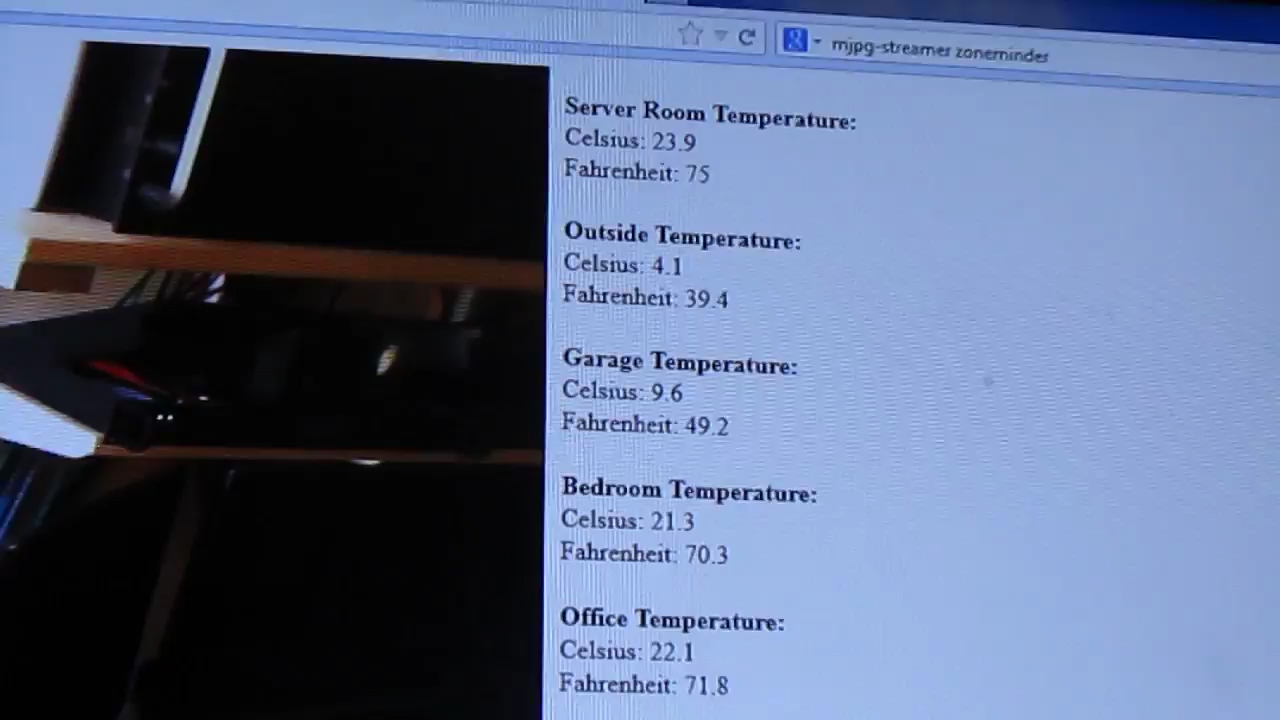 mjpg-streamer zoneminder
Server Room Temperature:
Celsius: 23.9
Fahrenheit: 75
Outside Temperature:
Celsius: 4.1
Fahrenheit: 39.4
Garage Temperature:
Celsius: 9.6
Fahrenheit: 49.2
Bedroom Temperature:
Celsius: 21.3
Fahrenheit: 70.3
Office Temperature:
Celsius: 22.1
Fahrenheit: 71.8